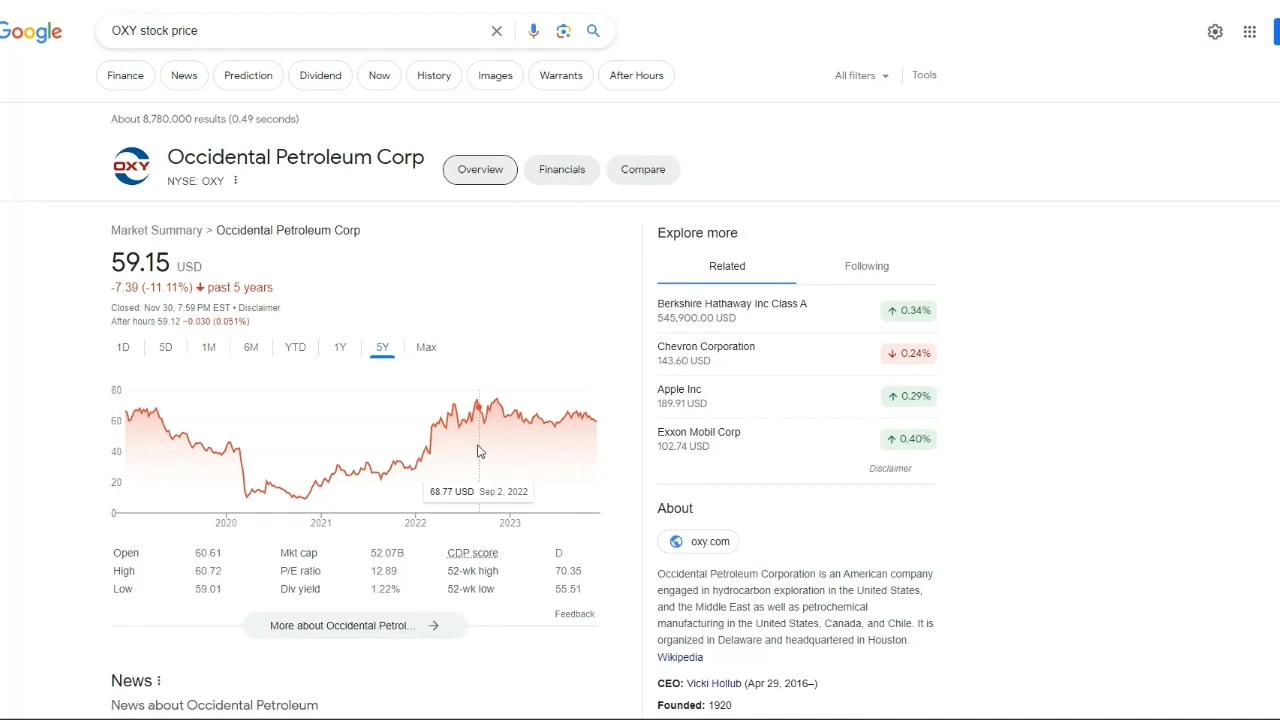 Google
OXY stock price
Finance News Prediction Dividend Now History Images Warrants After Hours All filters Tools
About 8,780,000 results (0.49 seconds)
OXY
Occidental Petroleum Corp
NYSE: OXY
Overview Financials Compare
Market Summary > Occidental Petroleum Corp
59.15 USD
-7.39 (-11.11%) past 5 years
Closed: Nov 30, 7:59 PM EST • Disclaimer
After hours 59.12 −0.030 (0.051%)
1D 5D 1M 6M YTD 1Y 5Y Max
80
60
40
20
0
68.77 USD Sep 2, 2022
2020 2021 2022 2023
Open 60.61 Mkt cap 52.07B CDP score D
High 60.72 P/E ratio 12.89 52-wk high 70.35
Low 59.01 Div yield 1.22% 52-wk low 55.51
Feedback
More about Occidental Petrol...
News
News about Occidental Petroleum
Explore more
Related Following
Berkshire Hathaway Inc Class A
545,900.00 USD
0.34%
Chevron Corporation
143.60 USD
0.24%
Apple Inc
189.91 USD
0.29%
Exxon Mobil Corp
102.74 USD
0.40%
Disclaimer
About
oxy.com
Occidental Petroleum Corporation is an American company
engaged in hydrocarbon exploration in the United States,
and the Middle East as well as petrochemical
manufacturing in the United States, Canada, and Chile. It is
organized in Delaware and headquartered in Houston.
Wikipedia
CEO: Vicki Hollub (Apr 29, 2016–)
Founded: 1920